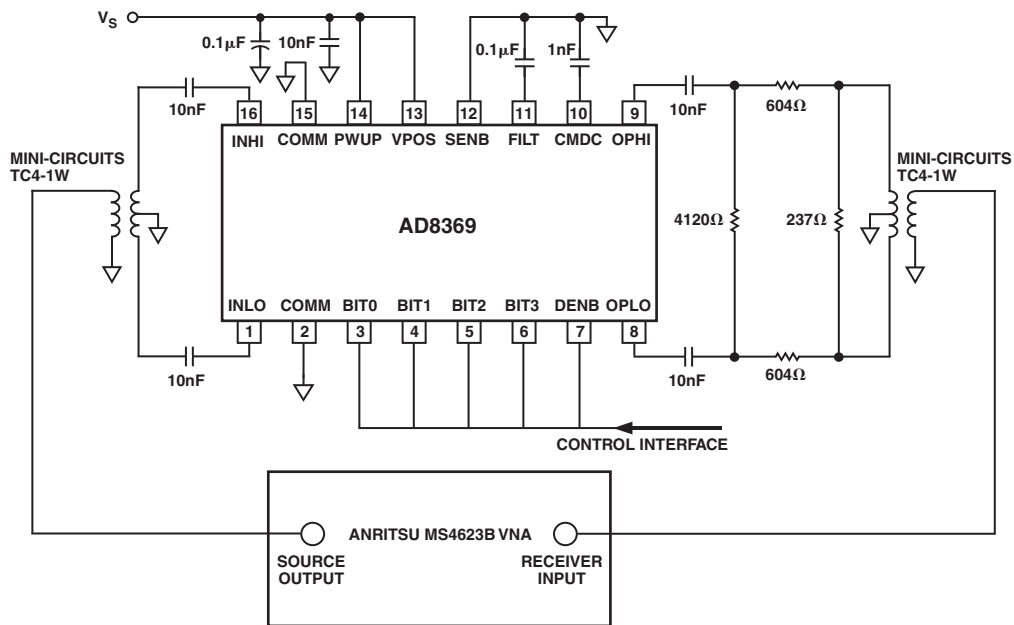 VS
0.1µF
10nF
0.1µF
1nF
10nF
10nF
604Ω
16
15
14
13
12
11
10
9
INHI
COMM
PWUP
VPOS
SENB
FILT
CMDC
OPHI
MINI-CIRCUITS
TC4-1W
MINI-CIRCUITS
TC4-1W
AD8369
4120Ω
237Ω
INLO
COMM
BIT0
BIT1
BIT2
BIT3
DENB
OPLO
1
2
3
4
5
6
7
8
10nF
10nF
604Ω
CONTROL INTERFACE
ANRITSU MS4623B VNA
SOURCE
OUTPUT
RECEIVER
INPUT